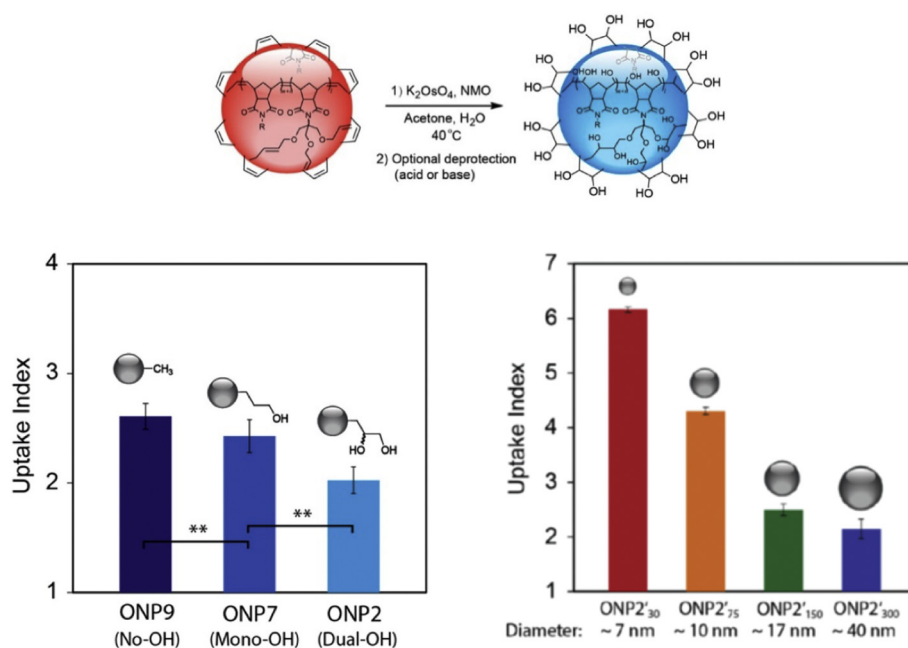 1) K₂OsO₄, NMO
Acetone, H₂O
40°C
2) Optional deprotection
(acid or base)
OH
HO
O
N
R
Uptake Index
4
3
2
1
CH₃
OH
HO
OH
**
**
ONP9
(No-OH)
ONP7
(Mono-OH)
ONP2
(Dual-OH)
Uptake Index
7
6
5
4
3
2
1
ONP2'₃₀ ONP2'₇₅ ONP2'₁₅₀ ONP2'₃₀₀
Diameter: ~ 7 nm ~ 10 nm ~ 17 nm ~ 40 nm